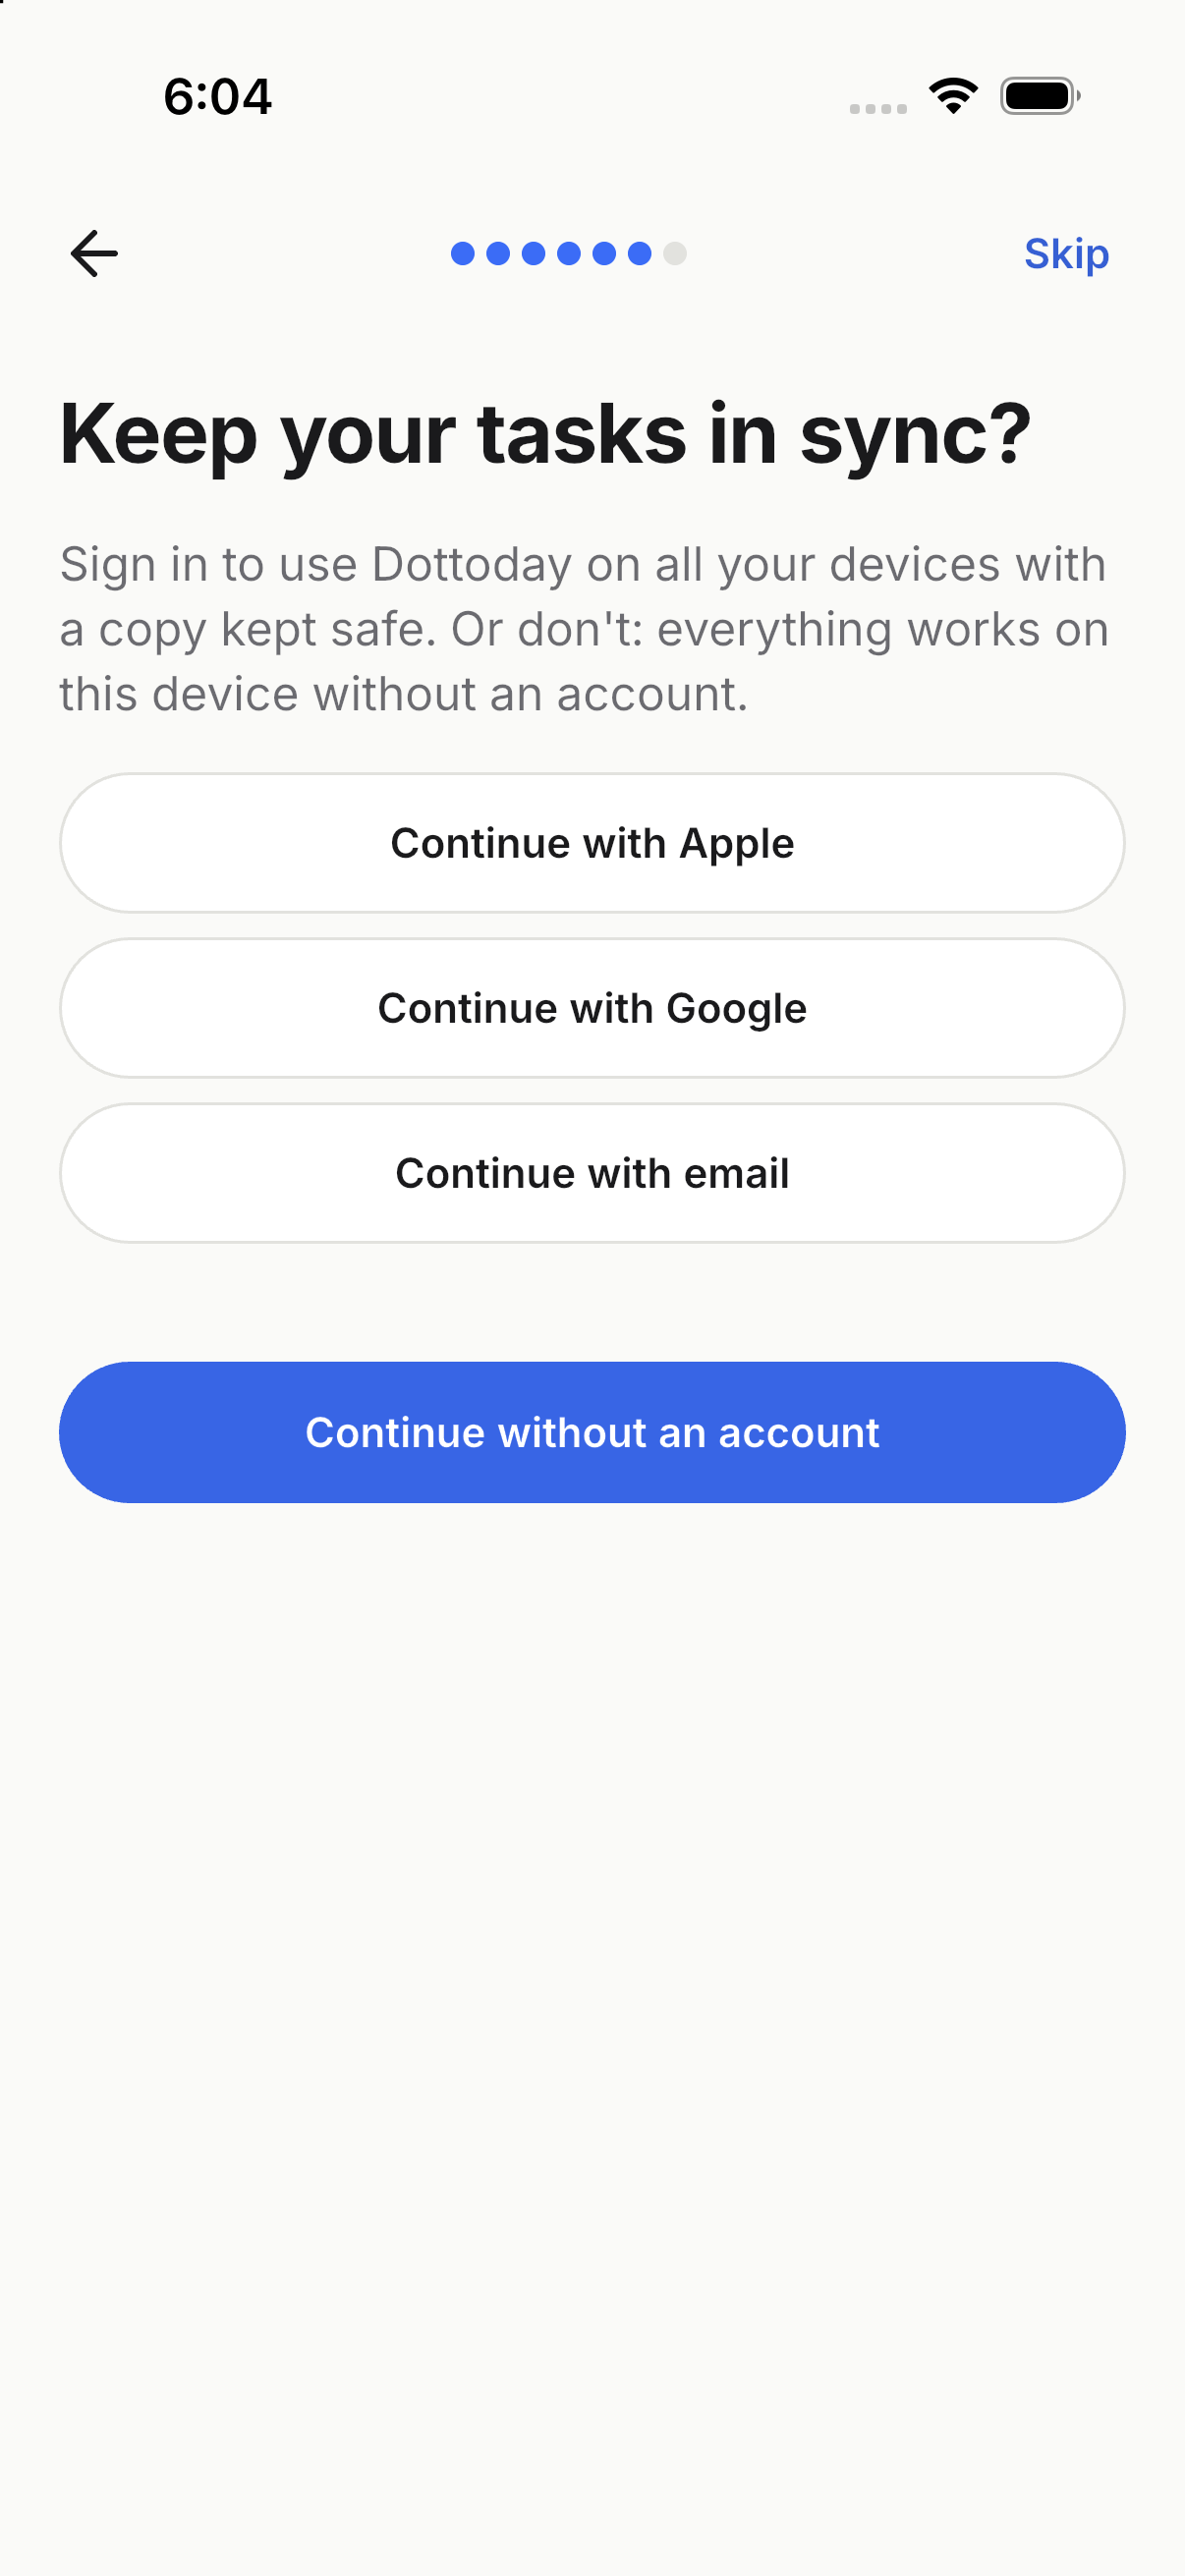 6:04
Skip
Keep your tasks in sync?
Sign in to use Dottoday on all your devices with
a copy kept safe. Or don't: everything works on
this device without an account.
Continue with Apple
Continue with Google
Continue with email
Continue without an account